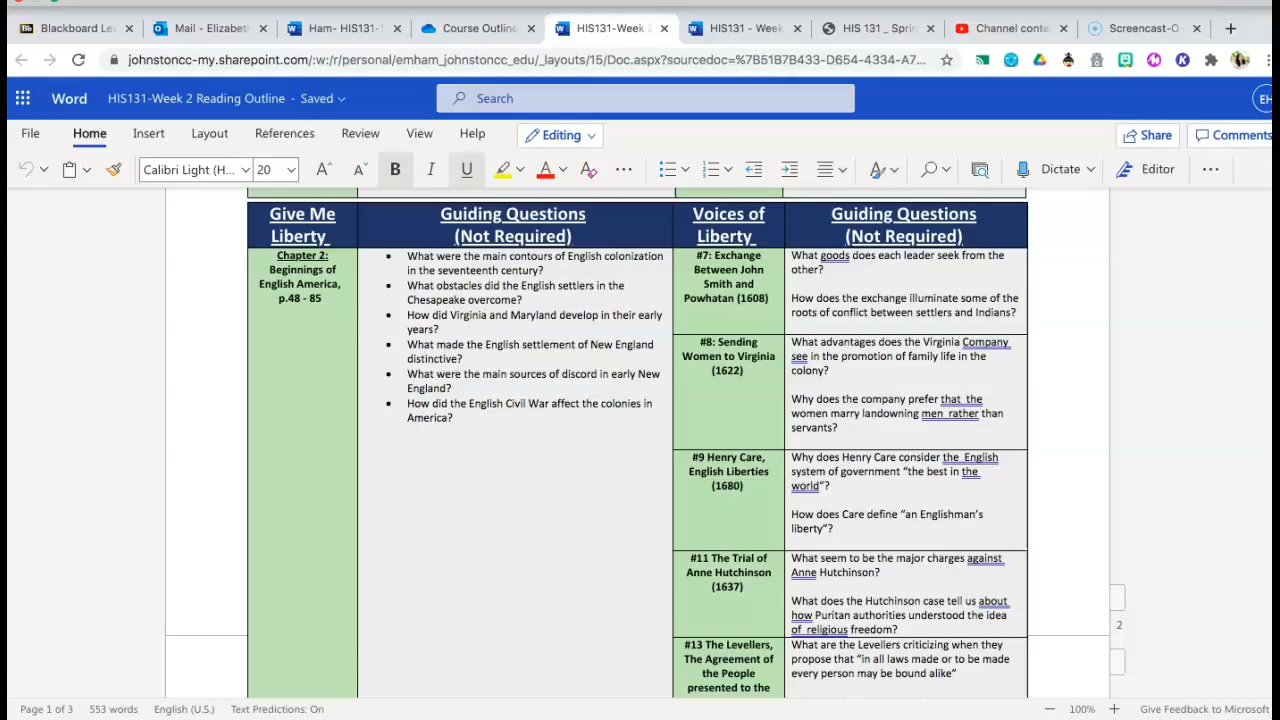 Blackboard Le
Mail - Elizabeth
Ham- HIS131-
Course Outline
HIS131-Week 2
HIS131 - Week
HIS 131 _ Sprin
Channel conte
Screencast-O-
johnstoncc-my.sharepoint.com/:w:/r/personal/emham_johnstoncc_edu/_layouts/15/Doc.aspx?sourcedoc=%7B51B7B433-D654-4334-A7...
Word
HIS131-Week 2 Reading Outline - Saved
Search
EH
File
Home
Insert
Layout
References
Review
View
Help
Editing
Share
Comments
Calibri Light (H...
20
B
I
U
Dictate
Editor
Give Me
Liberty
Guiding Questions
(Not Required)
Voices of
Liberty
Guiding Questions
(Not Required)
Chapter 2:
Beginnings of
English America,
p.48 - 85
What were the main contours of English colonization
in the seventeenth century?
What obstacles did the English settlers in the
Chesapeake overcome?
How did Virginia and Maryland develop in their early
years?
What made the English settlement of New England
distinctive?
What were the main sources of discord in early New
England?
How did the English Civil War affect the colonies in
America?
#7: Exchange
Between John
Smith and
Powhatan (1608)
What goods does each leader seek from the
other?
How does the exchange illuminate some of the
roots of conflict between settlers and Indians?
#8: Sending
Women to Virginia
(1622)
What advantages does the Virginia Company
see in the promotion of family life in the
colony?
Why does the company prefer that the
women marry landowning men rather than
servants?
#9 Henry Care,
English Liberties
(1680)
Why does Henry Care consider the English
system of government “the best in the
world”?
How does Care define “an Englishman’s
liberty”?
#11 The Trial of
Anne Hutchinson
(1637)
What seem to be the major charges against
Anne Hutchinson?
What does the Hutchinson case tell us about
how Puritan authorities understood the idea
of religious freedom?
#13 The Levellers,
The Agreement of
the People
presented to the
What are the Levellers criticizing when they
propose that “in all laws made or to be made
every person may be bound alike”
2
Page 1 of 3
553 words
English (U.S.)
Text Predictions: On
100%
Give Feedback to Microsoft